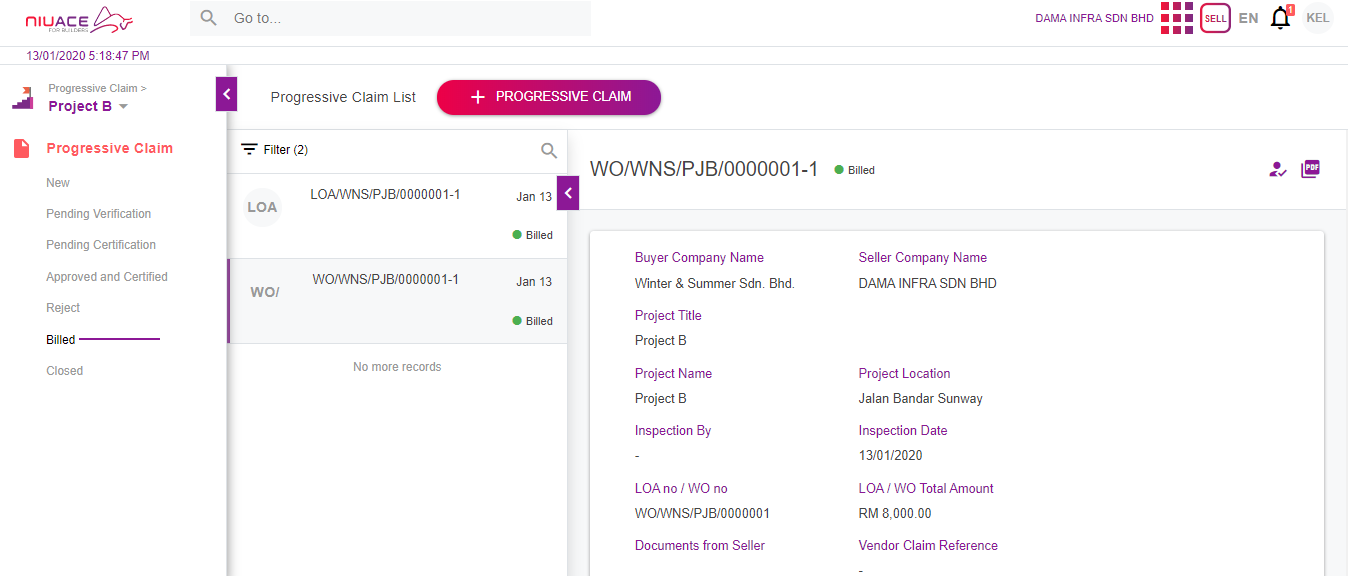 NIUACE
FOR BUILDERS
Go to...
DAMA INFRA SDN BHD
SELL
EN
1
KEL
13/01/2020 5:18:47 PM
Progressive Claim >
Project B
Progressive Claim
New
Pending Verification
Pending Certification
Approved and Certified
Reject
Billed
Closed
Progressive Claim List
+ PROGRESSIVE CLAIM
Filter (2)
LOA
LOA/WNS/PJB/0000001-1
Jan 13
Billed
WO/
WO/WNS/PJB/0000001-1
Jan 13
Billed
No more records
WO/WNS/PJB/0000001-1
Billed
PDF
Buyer Company Name
Seller Company Name
Winter & Summer Sdn. Bhd.
DAMA INFRA SDN BHD
Project Title
Project B
Project Name
Project Location
Project B
Jalan Bandar Sunway
Inspection By
Inspection Date
-
13/01/2020
LOA no / WO no
LOA / WO Total Amount
WO/WNS/PJB/0000001
RM 8,000.00
Documents from Seller
Vendor Claim Reference
-